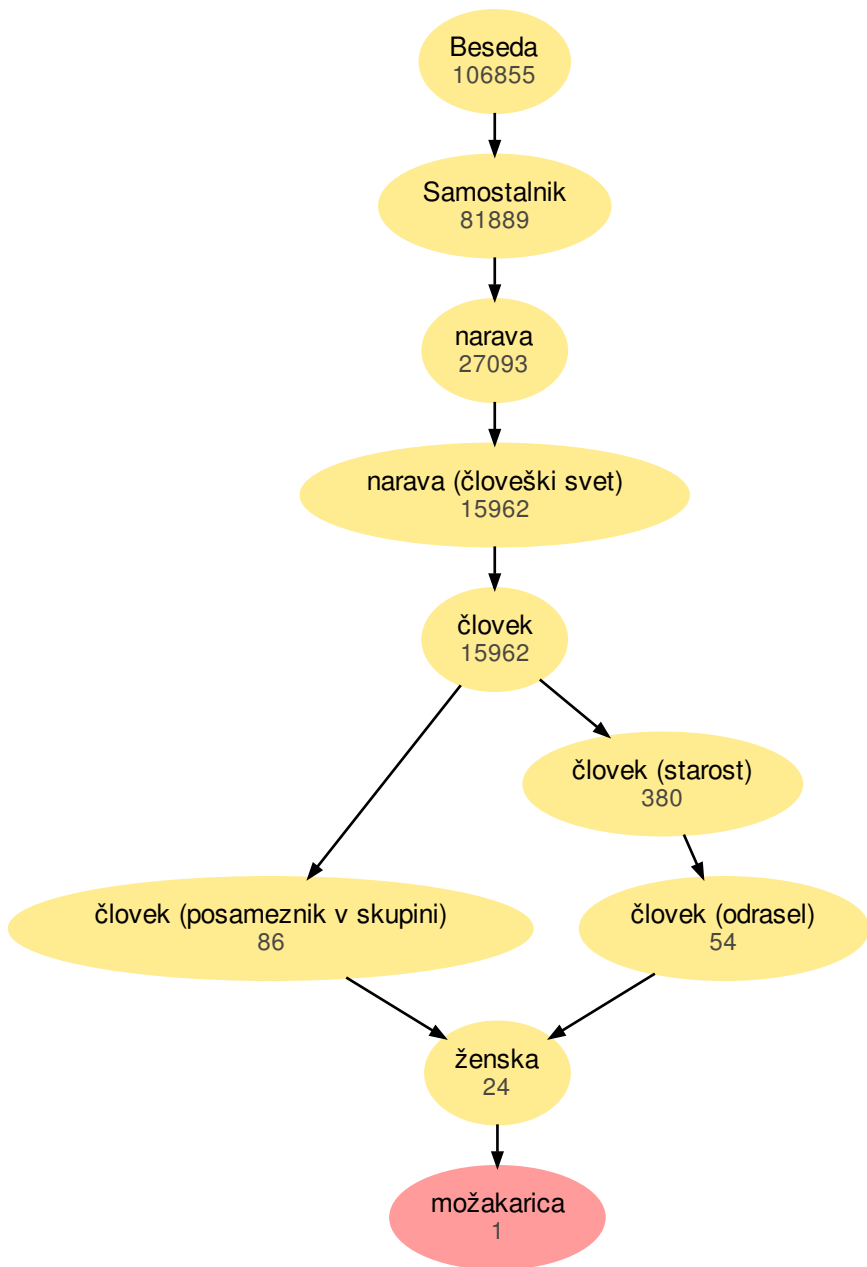 Beseda
106855
Samostalnik
81889
narava
27093
narava (človeški svet)
15962
človek
15962
človek (starost)
380
človek (posameznik v skupini)
86
človek (odrasel)
54
ženska
24
možakarica
1